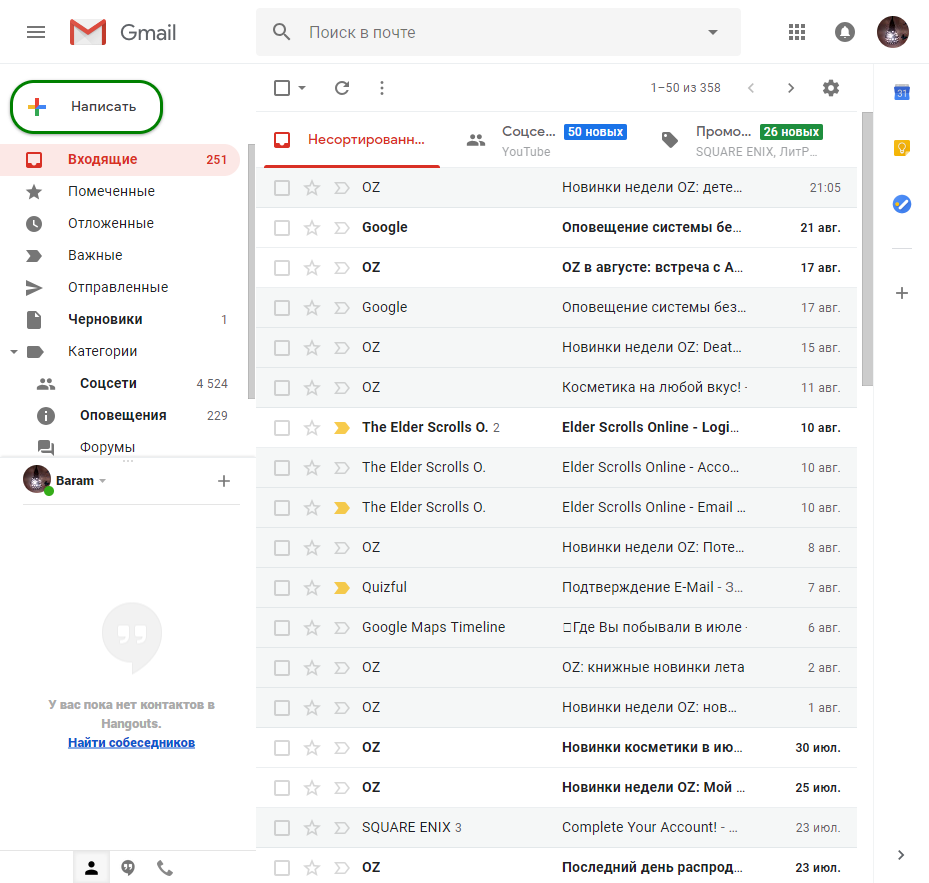 Gmail
Поиск в почте
Написать
1–50 из 358
31
Входящие 251
Помеченные
Отложенные
Важные
Отправленные
Черновики 1
Категории
Соцсети 4 524
Оповещения 229
Форумы
Baram
У вас пока нет контактов в
Hangouts.
Найти собеседников
Несортированн...
Соцсе... 50 новых
YouTube
Промо... 26 новых
SQUARE ENIX, ЛитР...
OZ Новинки недели OZ: дете... 21:05
Google Оповещение системы бе... 21 авг.
OZ OZ в августе: встреча с А... 17 авг.
Google Оповещение системы без... 17 авг.
OZ Новинки недели OZ: Deat... 15 авг.
OZ Косметика на любой вкус! - 11 авг.
The Elder Scrolls O. 2 Elder Scrolls Online - Logi... 10 авг.
The Elder Scrolls O. Elder Scrolls Online - Acco... 10 авг.
The Elder Scrolls O. Elder Scrolls Online - Email ... 10 авг.
OZ Новинки недели OZ: Поте... 8 авг.
Quizful Подтверждение E-Mail - З... 7 авг.
Google Maps Timeline Где Вы побывали в июле - 6 авг.
OZ OZ: книжные новинки лета 2 авг.
OZ Новинки недели OZ: нов... 1 авг.
OZ Новинки косметики в ию... 30 июл.
OZ Новинки недели OZ: Мой ... 25 июл.
SQUARE ENIX 3 Complete Your Account! - ... 23 июл.
OZ Последний день распрод... 23 июл.